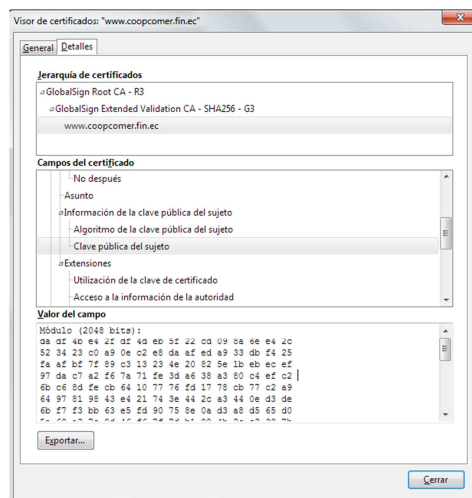 Visor de certificados: "www.coopcomer.fin.ec"
General Detalles
Jerarquía de certificados
GlobalSign Root CA - R3
GlobalSign Extended Validation CA - SHA256 - G3
www.coopcomer.fin.ec
Campos del certificado
No después
Asunto
Información de la clave pública del sujeto
Algoritmo de la clave pública del sujeto
Clave pública del sujeto
Extensiones
Utilización de la clave de certificado
Acceso a la información de la autoridad
Valor del campo
Módulo (2048 bits):
da df 4b e4 2f df 4d eb 5f 22 cd 09 8a 6e e4 2c
52 34 23 c0 a9 0e c2 e8 da af ed a9 33 db f4 25
fa af bf 7f 89 c3 13 23 4e 20 82 5e 1b eb ec ef
97 da c7 a2 f6 7a 71 fe 3d a6 38 a3 80 c4 ef c2
6b c6 8d fe cb 64 10 77 76 fd 17 78 cb 77 c2 a9
64 97 81 98 43 e4 21 74 3e 44 2c a3 44 0e d3 de
6b f7 f3 bb 63 e5 fd 90 75 8e 0a d3 a8 d5 65 d0
Exportar...
Cerrar